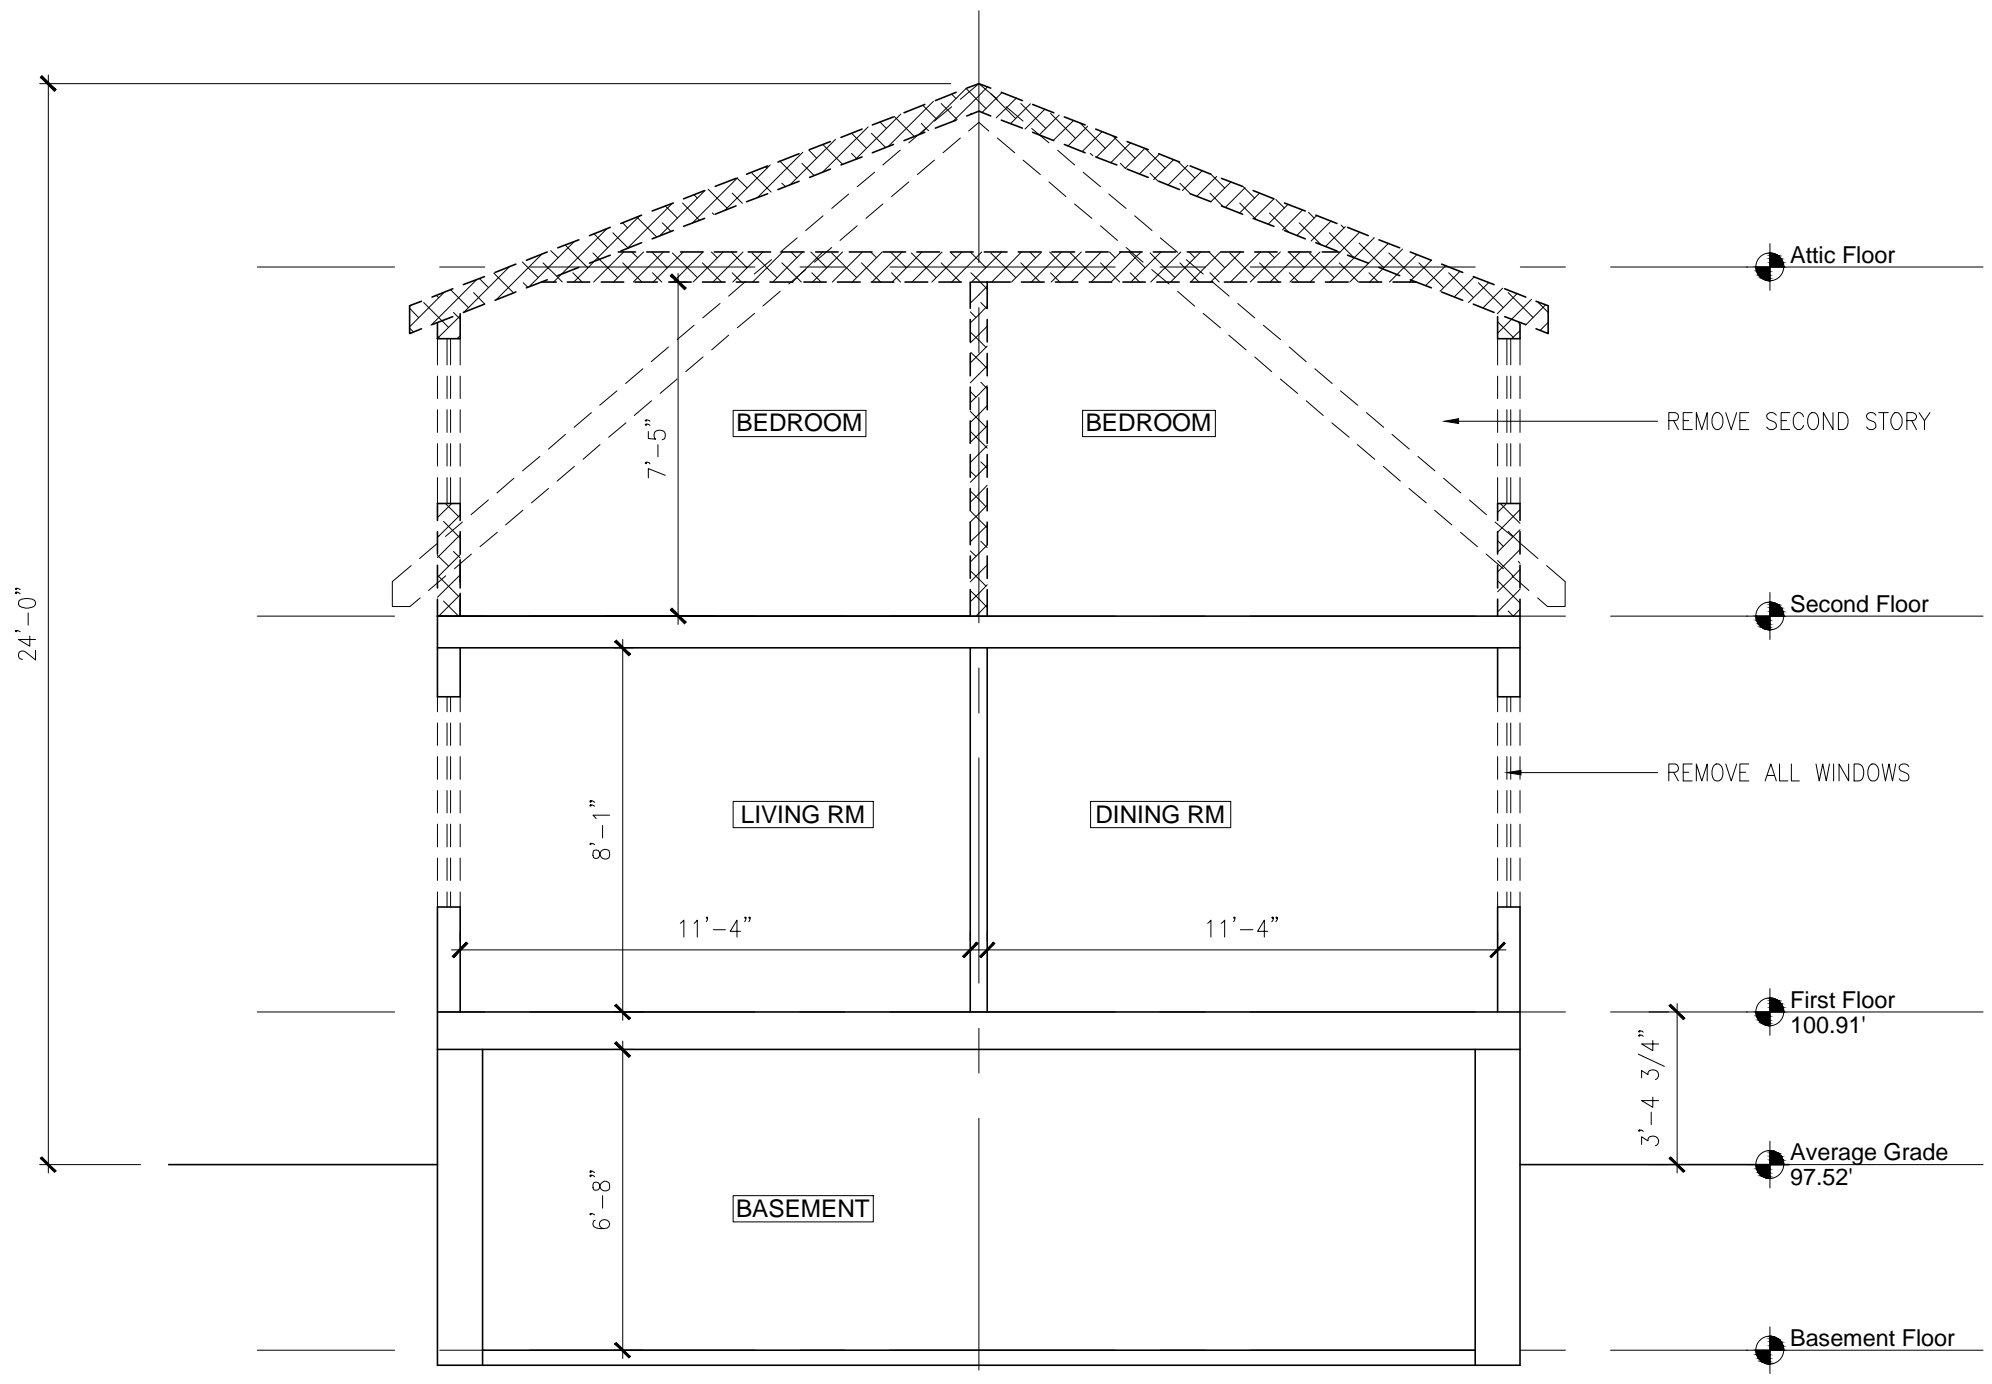 Attic Floor
BEDROOM
BEDROOM
REMOVE SECOND STORY
7'-5"
24'-0"
Second Floor
REMOVE ALL WINDOWS
LIVING RM
DINING RM
8'-1"
11'-4"
11'-4"
First Floor
100.91'
3'-4 3/4"
Average Grade
97.52'
6'-8"
BASEMENT
Basement Floor